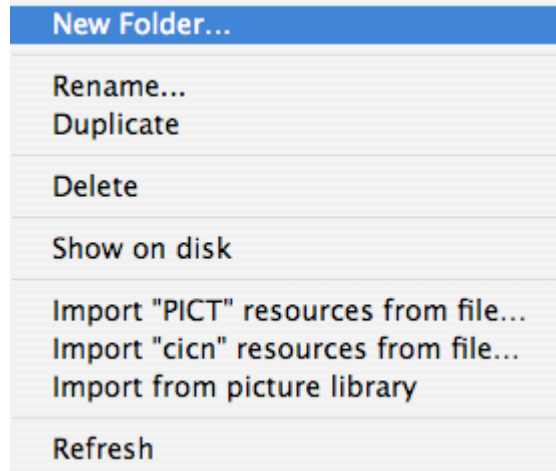 New Folder...
Rename...
Duplicate
Delete
Show on disk
Import "PICT" resources from file...
Import "cicn" resources from file...
Import from picture library
Refresh